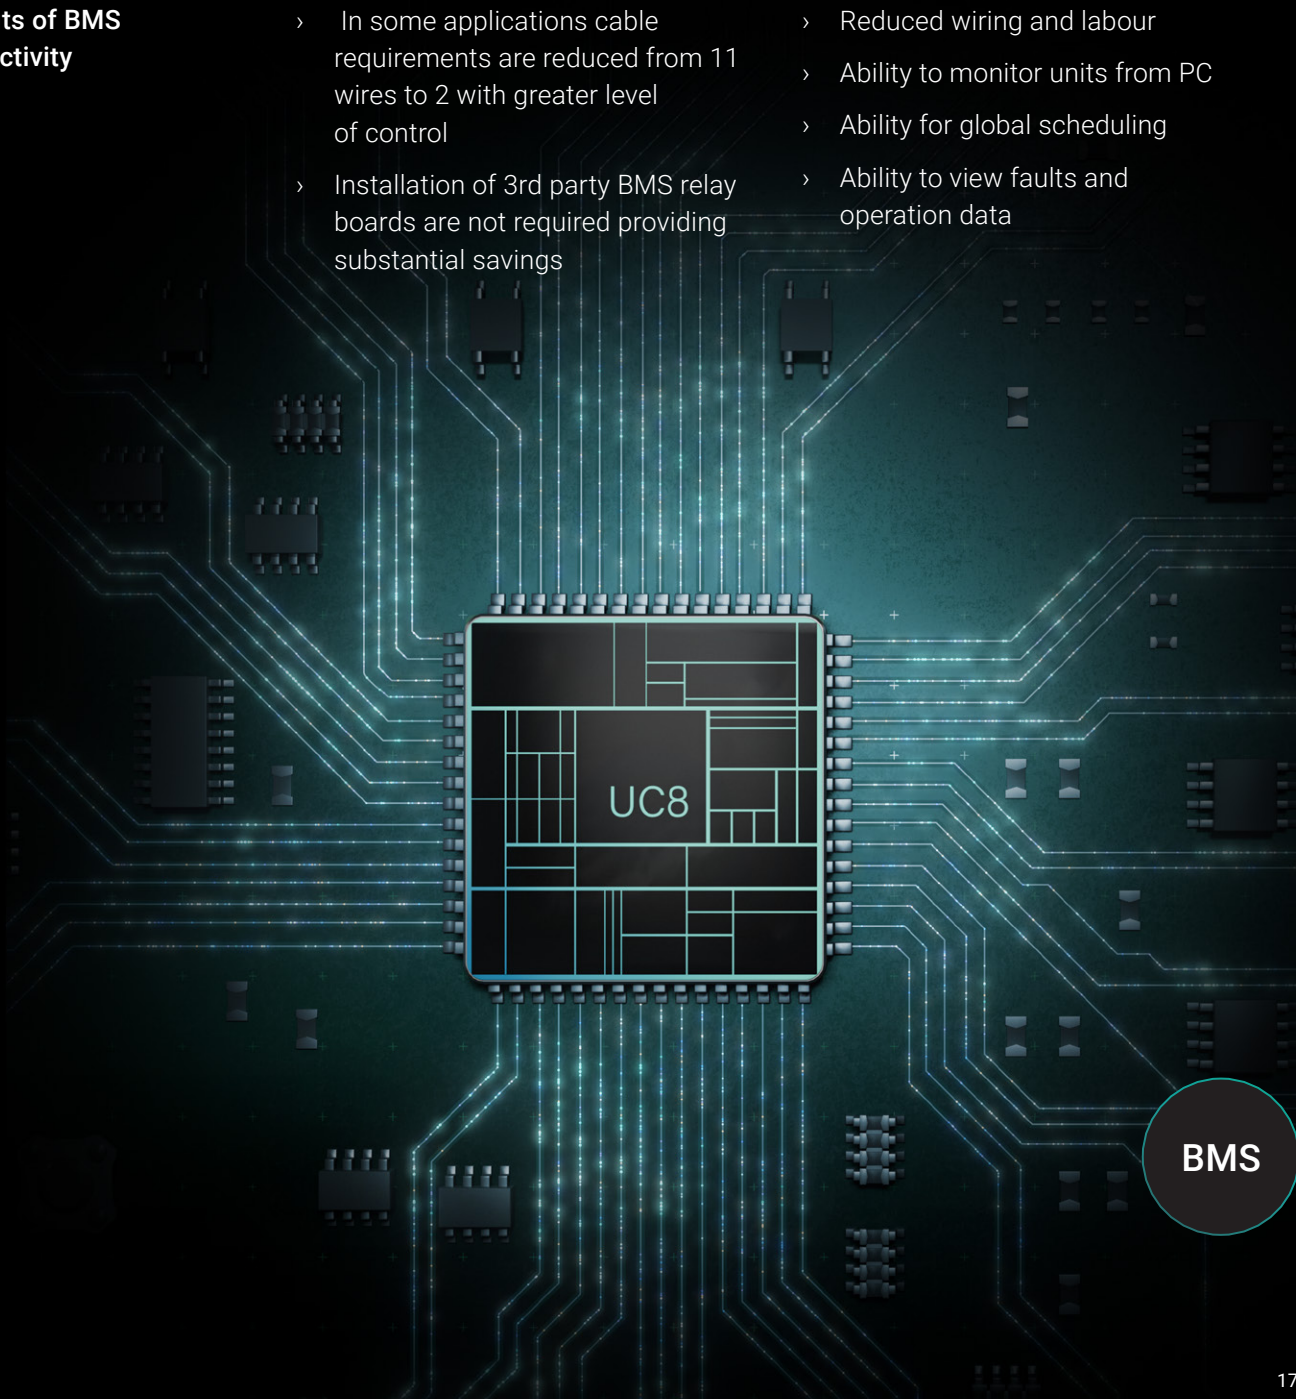 ts of BMS
ctivity
› In some applications cable
requirements are reduced from 11
wires to 2 with greater level
of control
› Installation of 3rd party BMS relay
boards are not required providing
substantial savings
› Reduced wiring and labour
› Ability to monitor units from PC
› Ability for global scheduling
› Ability to view faults and
operation data
UC8
BMS
17